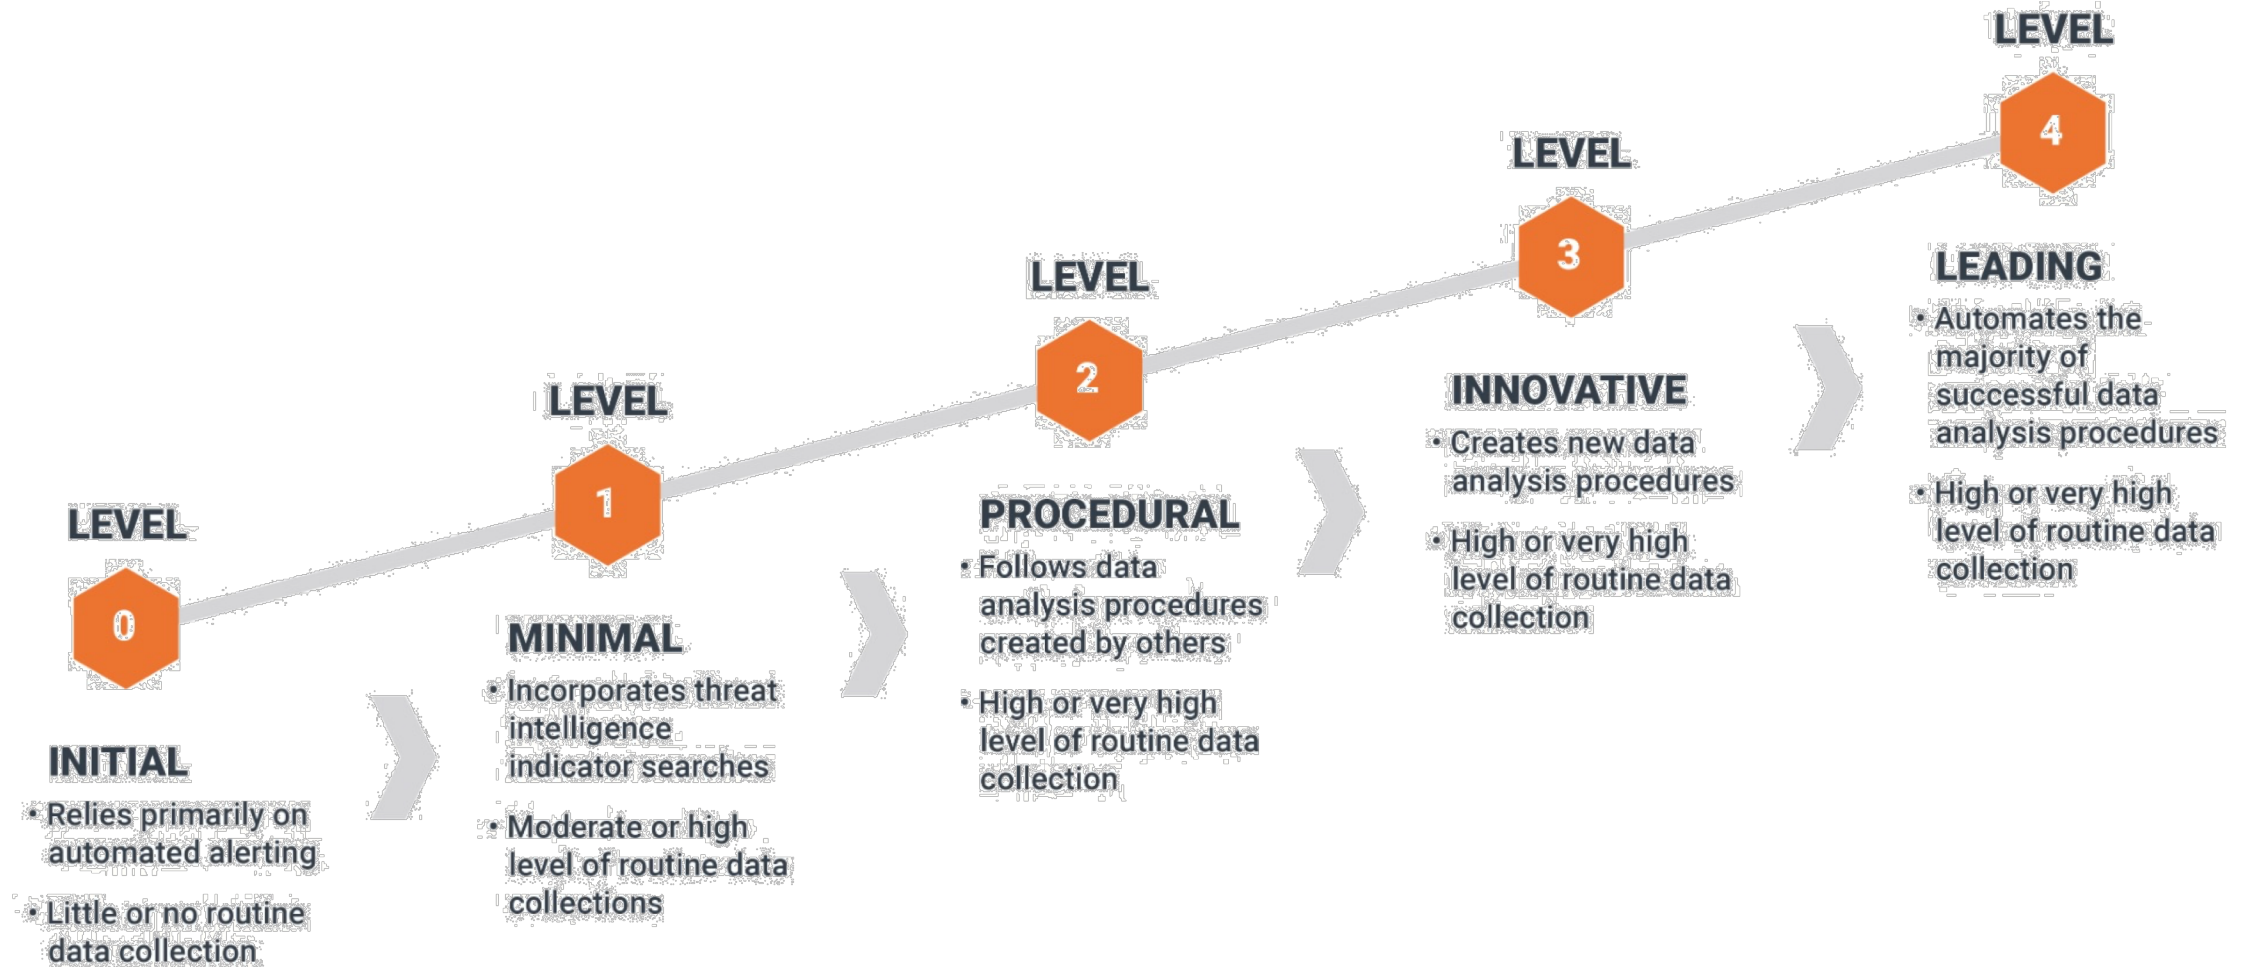 LEVEL
0
INITIAL
• Relies primarily on
automated alerting
• Little or no routine
data collection
LEVEL
1
MINIMAL
• Incorporates threat
intelligence
indicator searches
• Moderate or high
level of routine data
collections
LEVEL
2
PROCEDURAL
• Follows data
analysis procedures
created by others
• High or very high
level of routine data
collection
LEVEL
3
INNOVATIVE
• Creates new data
analysis procedures
• High or very high
level of routine data
collection
LEVEL
4
LEADING
• Automates the
majority of
successful data
analysis procedures
• High or very high
level of routine data
collection